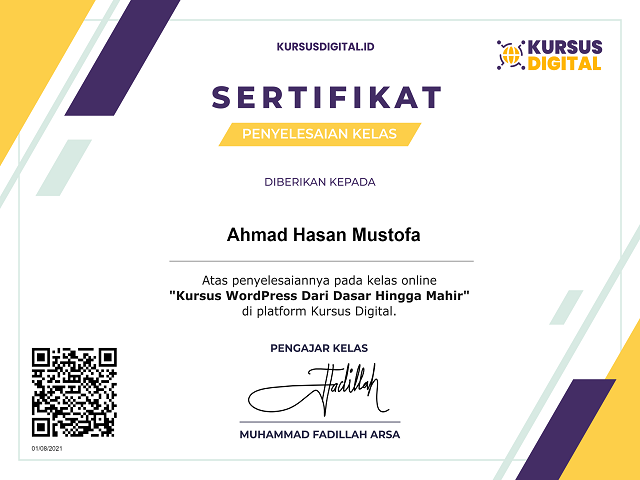 KURSUSDIGITAL.ID
KURSUS
DIGITAL
SERTIFIKAT
PENYELESAIAN KELAS
DIBERIKAN KEPADA
Ahmad Hasan Mustofa
Atas penyelesaiannya pada kelas online
"Kursus WordPress Dari Dasar Hingga Mahir"
di platform Kursus Digital.
PENGAJAR KELAS
Fadillah
MUHAMMAD FADILLAH ARSA
01/08/2021